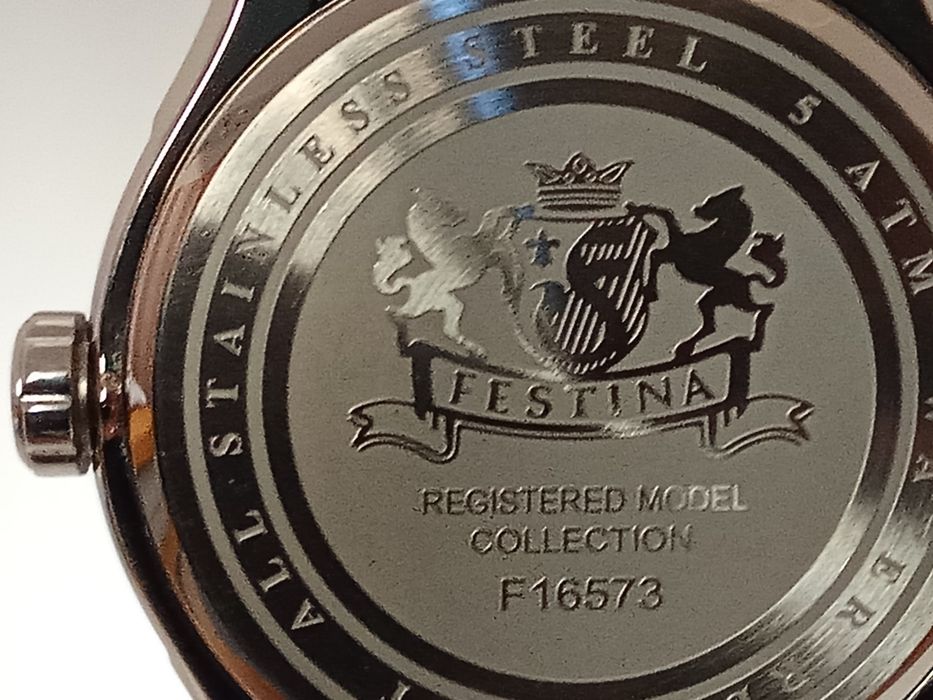 ALL STAINLESS STEEL 5 ATM
FESTINA
REGISTERED MODEL
COLLECTION
F16573